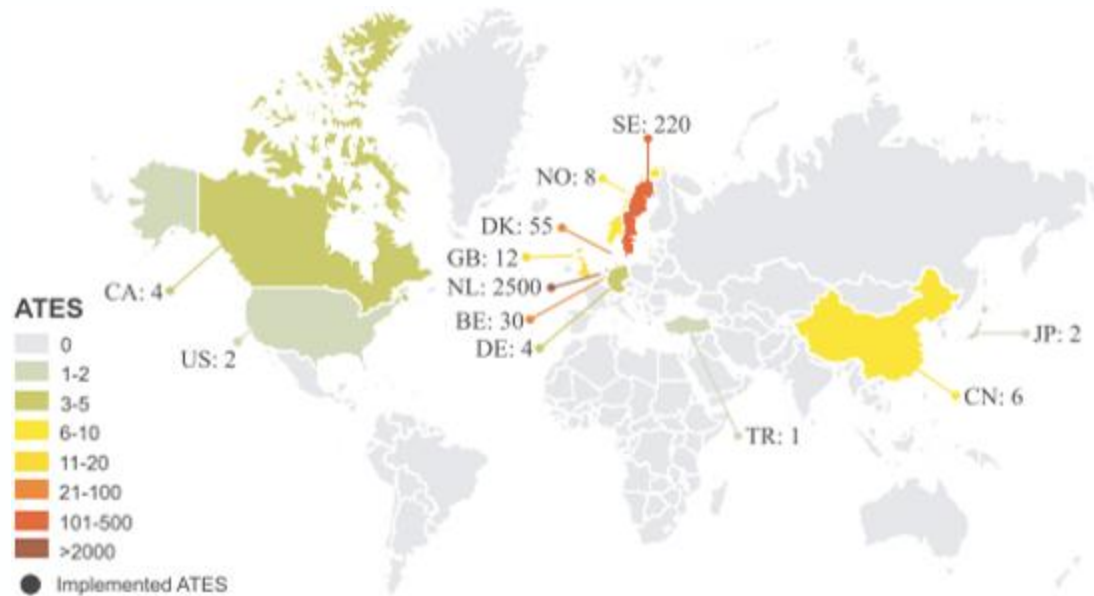 SE: 220
NO: 8
DK: 55
GB: 12
NL: 2500
BE: 30
DE: 4
CA: 4
US: 2
JP: 2
CN: 6
TR: 1
ATES
0
1-2
3-5
6-10
11-20
21-100
101-500
>2000
Implemented ATES